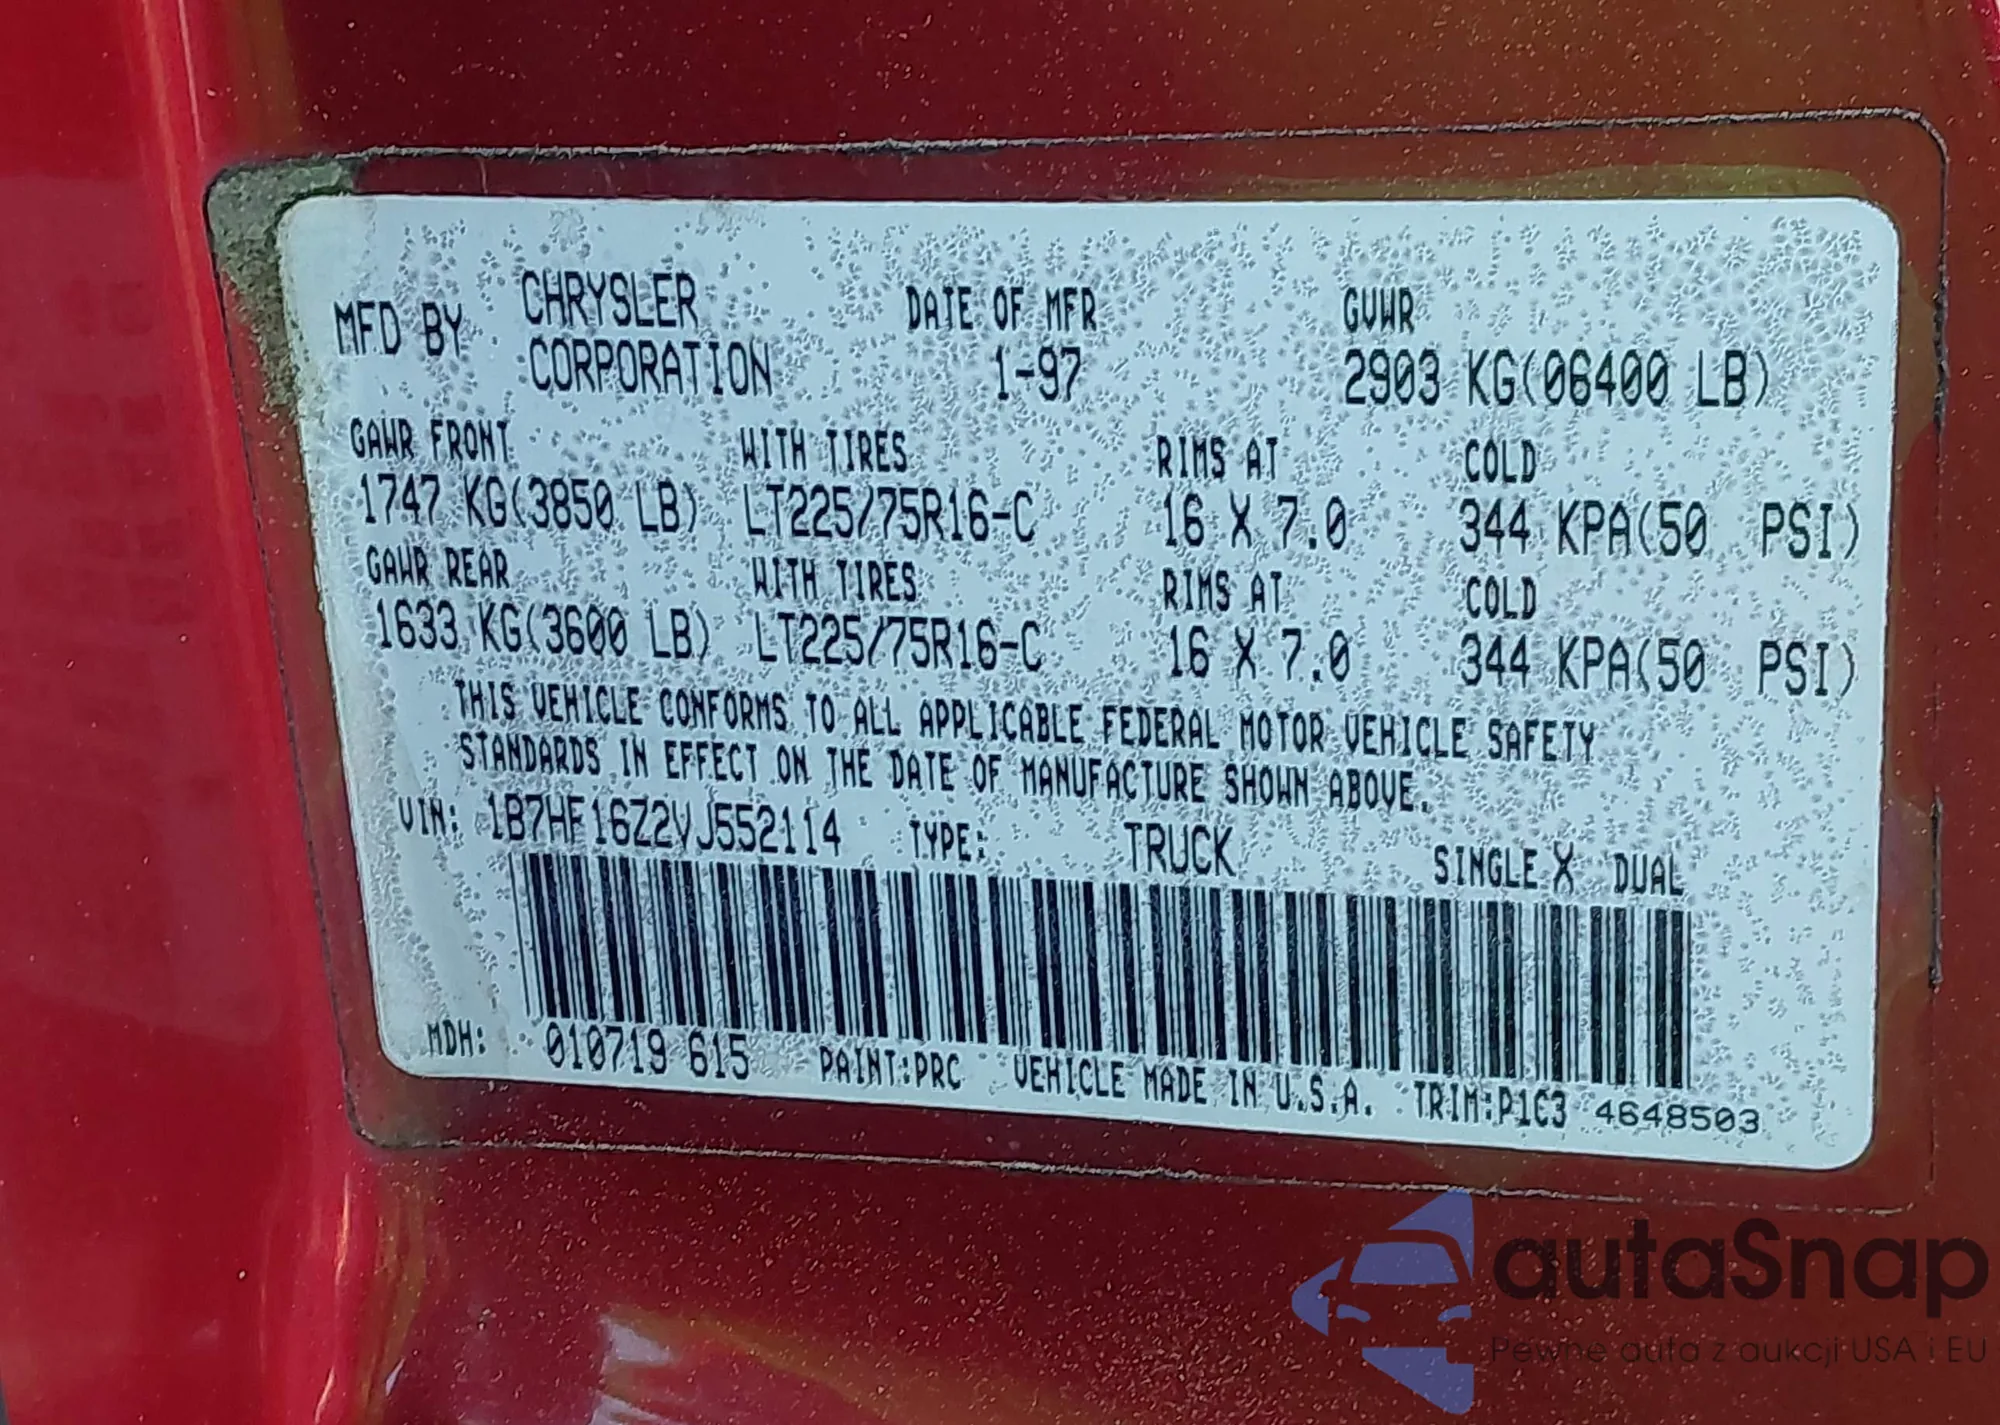 MFD BY CHRYSLER CORPORATION DATE OF MFR 1-97 GVWR 2903 KG(06400 LB)
GAWR FRONT WITH TIRES RIMS AT COLD
1747 KG(3850 LB) LT225/75R16-C 16 X 7.0 344 KPA(50 PSI)
GAWR REAR WITH TIRES RIMS AT COLD
1633 KG(3600 LB) LT225/75R16-C 16 X 7.0 344 KPA(50 PSI)
THIS VEHICLE CONFORMS TO ALL APPLICABLE FEDERAL MOTOR VEHICLE SAFETY
STANDARDS IN EFFECT ON THE DATE OF MANUFACTURE SHOWN ABOVE.
VIN: 1B7HF16Z2VJ552114 TYPE: TRUCK SINGLE X DUAL
MDH: 010719 615 PAINT:PRC VEHICLE MADE IN U.S.A. TRIM:P1C3 4648503
autaSnap
Pewne auta z aukcji USA i EU